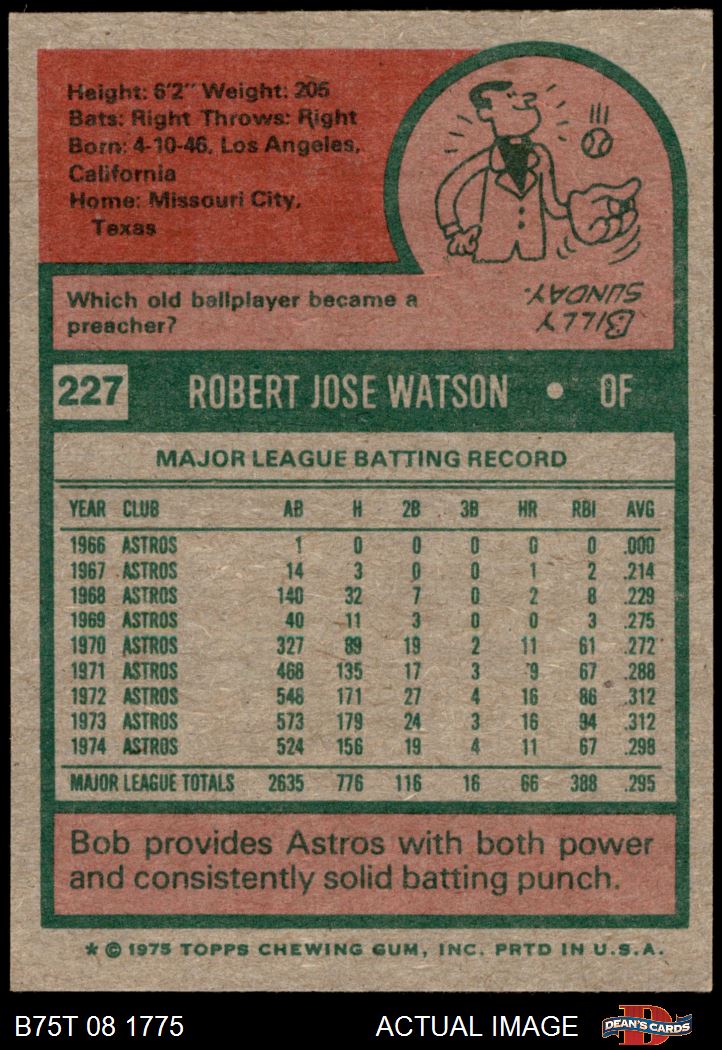 Height: 6'2" Weight: 205
Bats: Right Throws: Right
Born: 4-10-46, Los Angeles,
California
Home: Missouri City,
Texas
Which old ballplayer became a
preacher?
BILLY
SUNDAY.
227 ROBERT JOSE WATSON • OF
MAJOR LEAGUE BATTING RECORD
YEAR CLUB AB H 2B 3B HR RBI AVG
1966 ASTROS 1 0 0 0 0 0 .000
1967 ASTROS 14 3 0 0 1 2 .214
1968 ASTROS 140 32 7 0 2 8 .229
1969 ASTROS 40 11 3 0 0 3 .275
1970 ASTROS 327 89 19 2 11 61 .272
1971 ASTROS 468 135 17 3 9 67 .288
1972 ASTROS 548 171 27 4 16 86 .312
1973 ASTROS 573 179 24 3 16 94 .312
1974 ASTROS 524 156 19 4 11 67 .298
MAJOR LEAGUE TOTALS 2635 776 116 16 66 388 .295
Bob provides Astros with both power
and consistently solid batting punch.
* © 1975 TOPPS CHEWING GUM, INC. PRTD IN U.S.A.
B75T 08 1775 ACTUAL IMAGE D DEAN'S CARDS